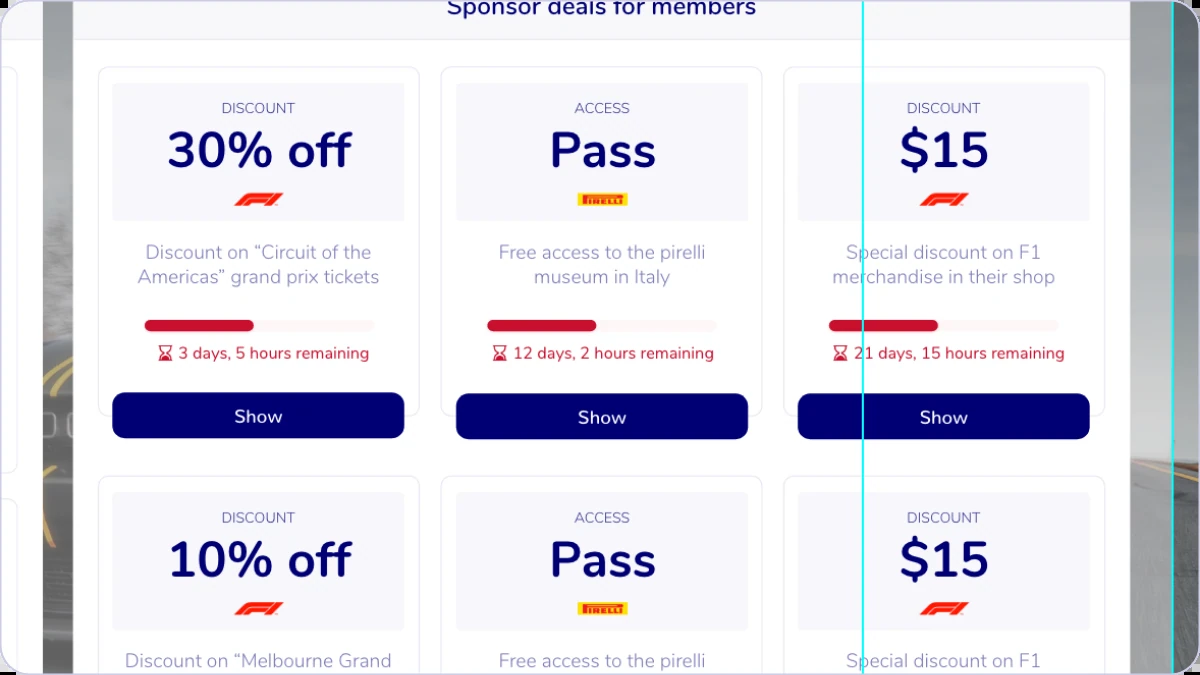 Sponsor deals for members
DISCOUNT
30% off
F1
Discount on “Circuit of the
Americas” grand prix tickets
3 days, 5 hours remaining
Show
ACCESS
Pass
PIRELLI
Free access to the pirelli
museum in Italy
12 days, 2 hours remaining
Show
DISCOUNT
$15
F1
Special discount on F1
merchandise in their shop
21 days, 15 hours remaining
Show
DISCOUNT
10% off
F1
Discount on “Melbourne Grand
ACCESS
Pass
PIRELLI
Free access to the pirelli
DISCOUNT
$15
F1
Special discount on F1